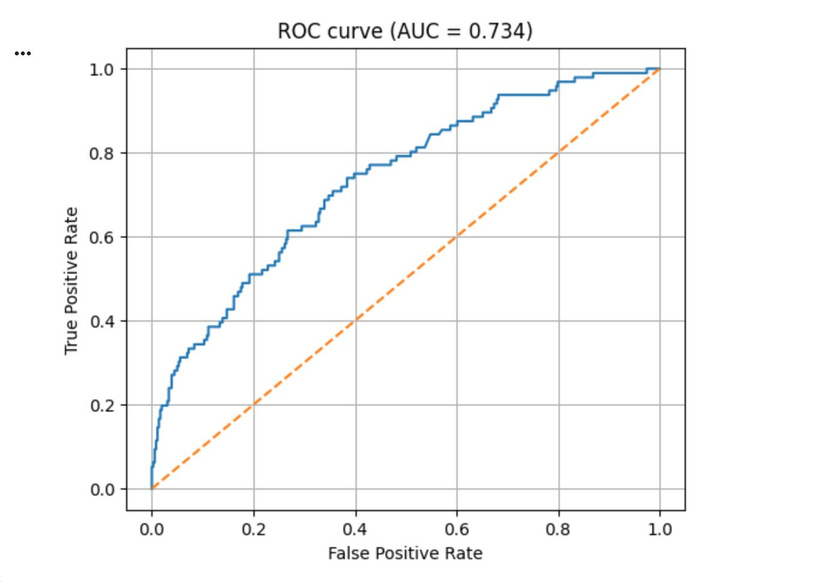 ROC curve (AUC = 0.734)
...
1.0
0.8
0.6
0.4
0.2
0.0
True Positive Rate
0.0 0.2 0.4 0.6 0.8 1.0
False Positive Rate